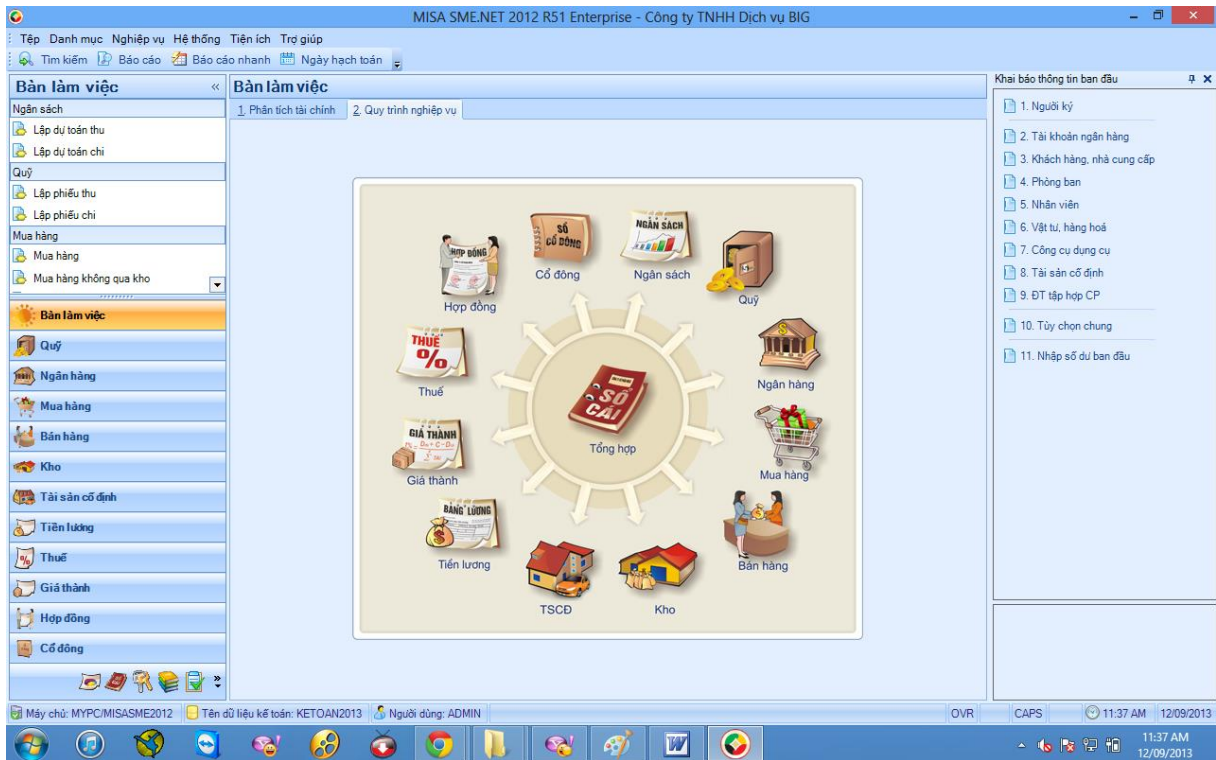 MISA SME.NET 2012 R51 Enterprise - Công ty TNHH Dịch vụ BIG
Tệp Danh mục Nghiệp vụ Hệ thống Tiện ích Trợ giúp
Tìm kiếm Báo cáo Báo cáo nhanh Ngày hạch toán
Bàn làm việc «
Ngân sách
Lập dự toán thu
Lập dự toán chi
Quỹ
Lập phiếu thu
Lập phiếu chi
Mua hàng
Mua hàng
Mua hàng không qua kho
Bàn làm việc
Quỹ
Ngân hàng
Mua hàng
Bán hàng
Kho
Tài sản cố định
Tiền lương
Thuế
Giá thành
Hợp đồng
Cổ đông
Bàn làm việc
1. Phân tích tài chính 2. Quy trình nghiệp vụ
HỢP ĐỒNG
Hợp đồng
SỔ
CỔ ĐÔNG
Cổ đông
NGÂN SÁCH
Ngân sách
Quỹ
THUẾ
%
Thuế
Ngân hàng
SỔ
CÁI
Tổng hợp
GIÁ THÀNH
Giá thành
Mua hàng
BẢNG LƯƠNG
Tiền lương
Bán hàng
TSCĐ
Kho
Khai báo thông tin ban đầu
1. Người ký
2. Tài khoản ngân hàng
3. Khách hàng, nhà cung cấp
4. Phòng ban
5. Nhân viên
6. Vật tư, hàng hoá
7. Công cụ dụng cụ
8. Tài sản cố định
9. ĐT tập hợp CP
10. Tùy chọn chung
11. Nhập số dư ban đầu
Máy chủ: MYPC/MISASME2012 Tên dữ liệu kế toán: KETOAN2013 Người dùng: ADMIN OVR CAPS 11:37 AM 12/09/2013
11:37 AM
12/09/2013